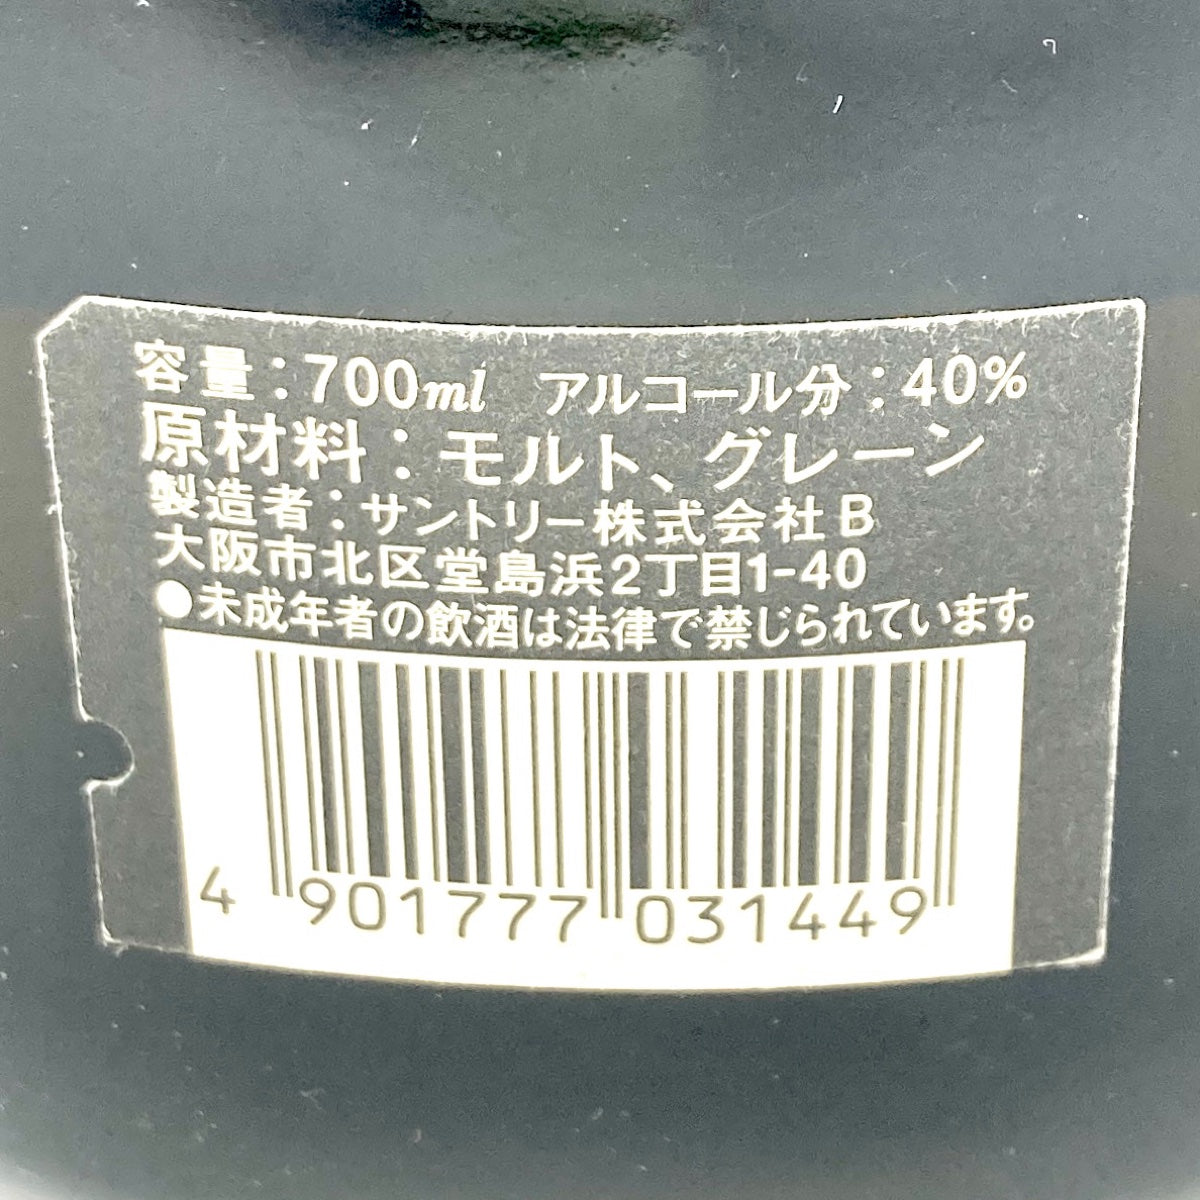 容量：700ml　アルコール分：40%
原材料：モルト、グレーン
製造者：サントリー株式会社B
大阪市北区堂島浜2丁目1-40
●未成年者の飲酒は法律で禁じられています。
4 901777 031449